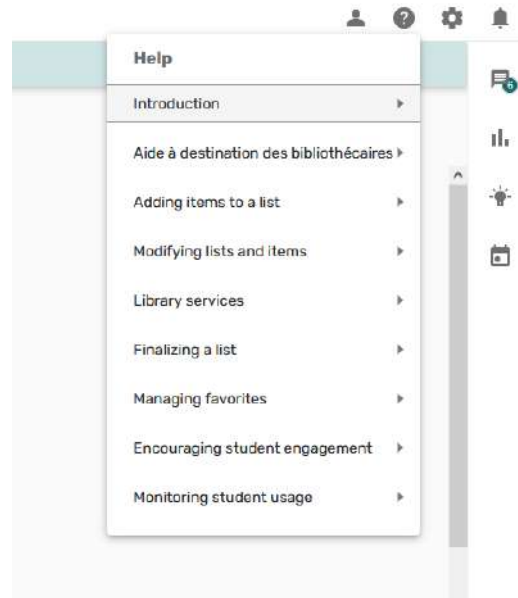 Help
Introduction
Aide à destination des bibliothécaires
Adding items to a list
Modifying lists and items
Library services
Finalizing a list
Managing favorites
Encouraging student engagement
Monitoring student usage
6